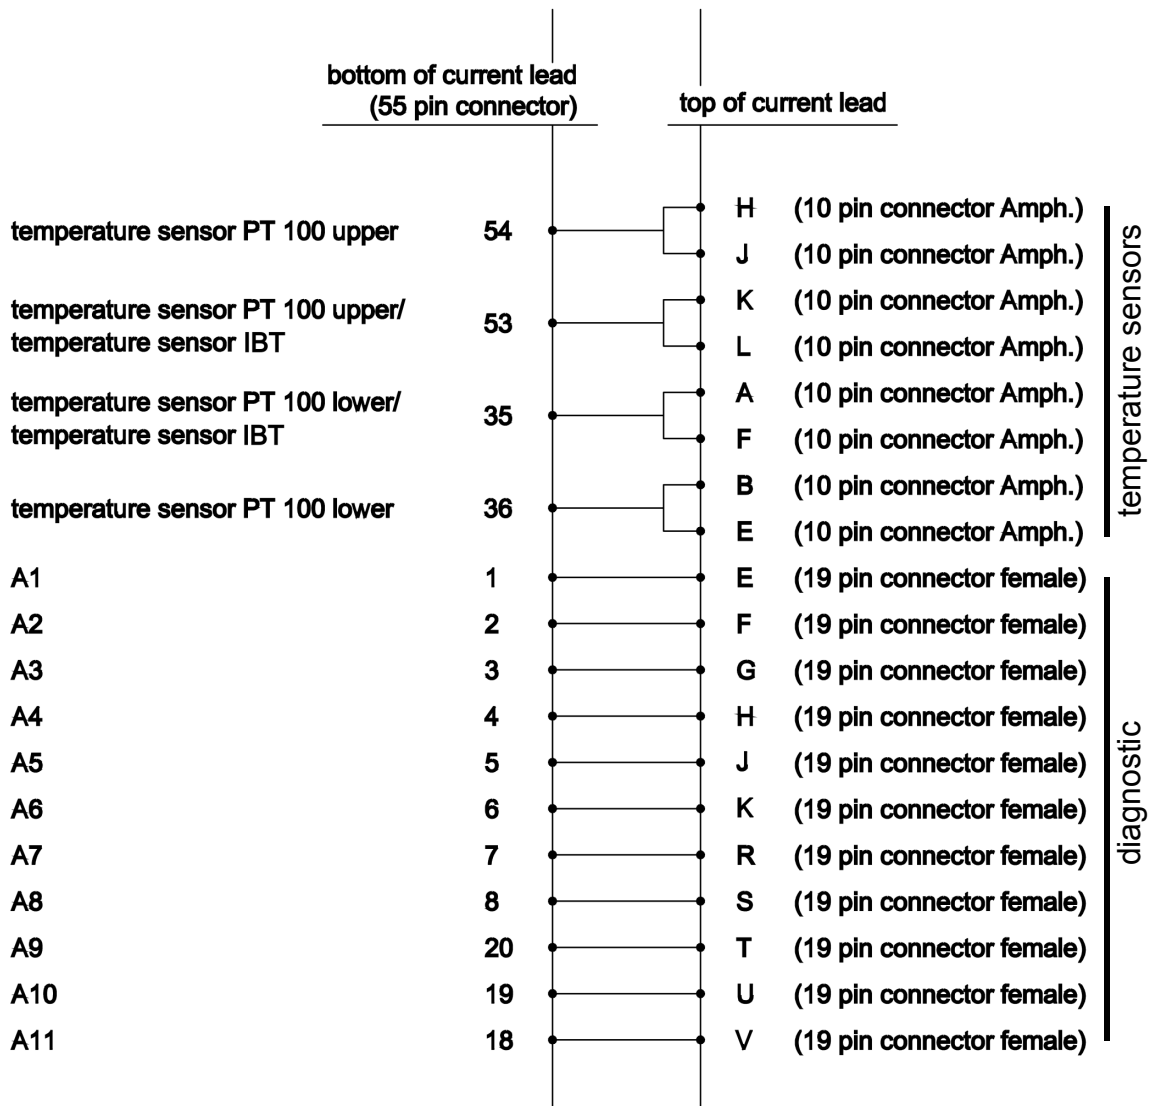 bottom of current lead
(55 pin connector)
top of current lead
temperature sensor PT 100 upper 54 H (10 pin connector Amph.)
J (10 pin connector Amph.)
temperature sensor PT 100 upper/
temperature sensor IBT 53 K (10 pin connector Amph.)
L (10 pin connector Amph.)
temperature sensor PT 100 lower/
temperature sensor IBT 35 A (10 pin connector Amph.)
F (10 pin connector Amph.)
temperature sensor PT 100 lower 36 B (10 pin connector Amph.)
E (10 pin connector Amph.)
temperature sensors
A1 1 E (19 pin connector female)
A2 2 F (19 pin connector female)
A3 3 G (19 pin connector female)
A4 4 H (19 pin connector female)
A5 5 J (19 pin connector female)
A6 6 K (19 pin connector female)
A7 7 R (19 pin connector female)
A8 8 S (19 pin connector female)
A9 20 T (19 pin connector female)
A10 19 U (19 pin connector female)
A11 18 V (19 pin connector female)
diagnostic